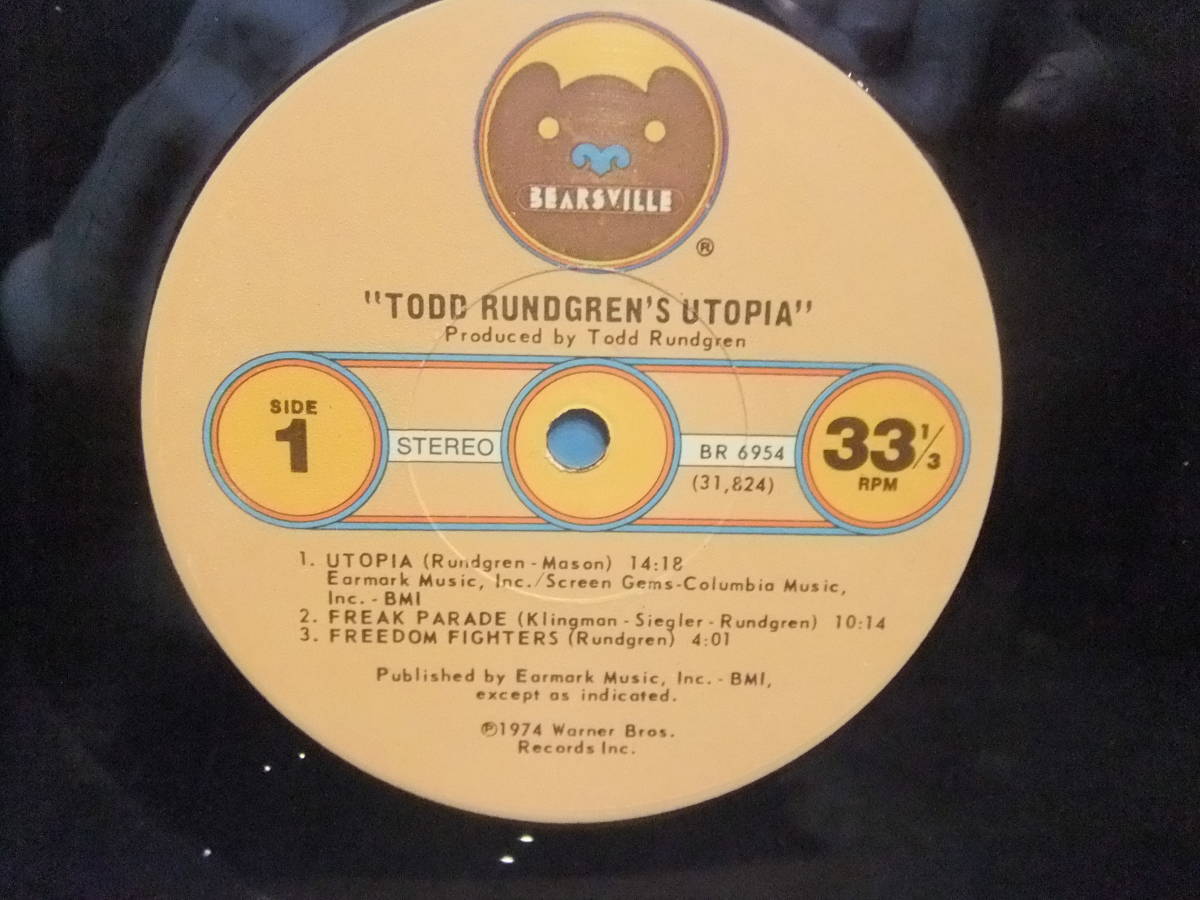 BEARSVILLE
®
"TODD RUNDGREN'S UTOPIA"
Produced by Todd Rundgren
SIDE
1
STEREO
BR 6954
(31,824)
33 1/3
RPM
1. UTOPIA (Rundgren - Mason) 14:18
Earmark Music, Inc./Screen Gems-Columbia Music,
Inc. - BMI
2. FREAK PARADE (Klingman - Siegler - Rundgren) 10:14
3. FREEDOM FIGHTERS (Rundgren) 4:01
Published by Earmark Music, Inc. - BMI,
except as indicated.
℗1974 Warner Bros.
Records Inc.